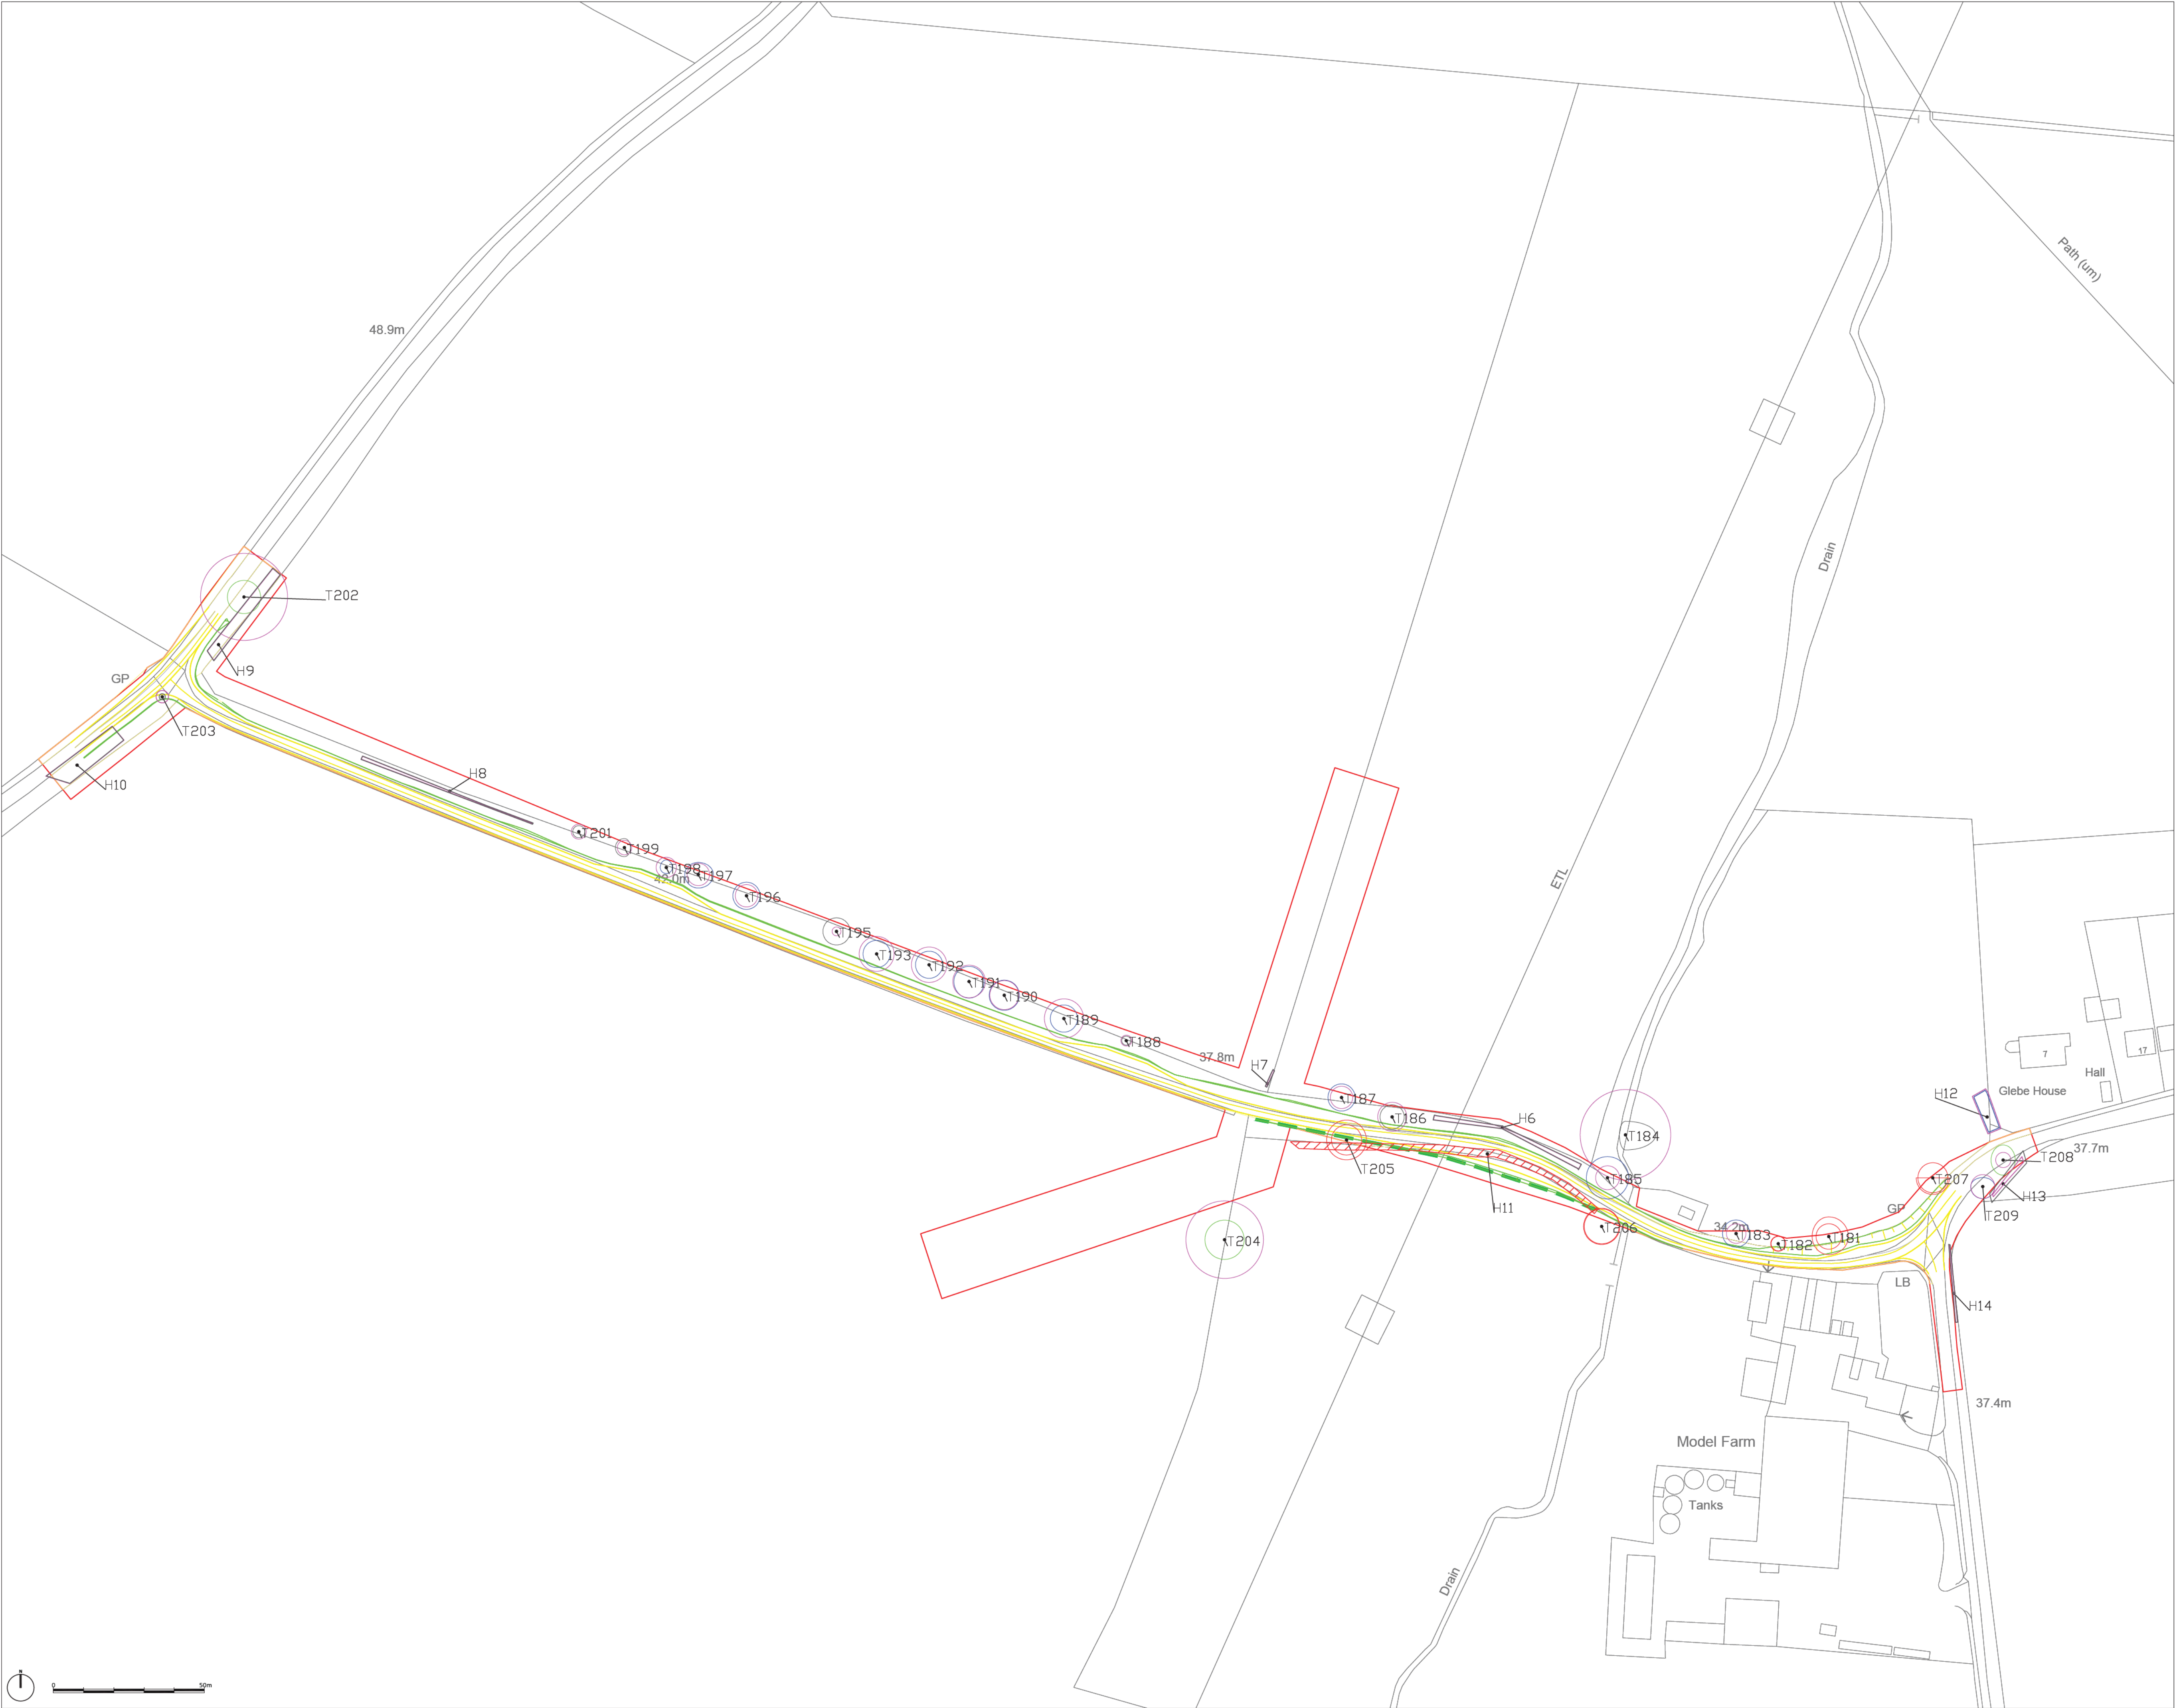 Path (um)
48.9m
Drain
T202
GP
H9
T203
H10
H8
T201
T199
T198
42.0m
T197
T196
T195
T193
T192
T191
T190
T189
T188
ETL
37.8m
H7
T187
T186
H6
T205
H11
T204
T184
T185
T206
34.2m
T183
T182
T181
GP
T207
H12
7
17
Hall
Glebe House
37.7m
T208
H13
T209
LB
H14
37.4m
Model Farm
Tanks
Drain
N
0
50m